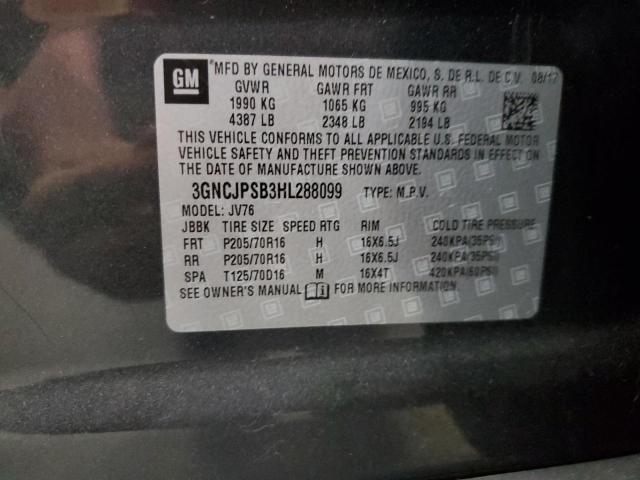 GM
MFD BY GENERAL MOTORS DE MEXICO, S. DE R.L. DE C.V. 08/17
GVWR GAWR FRT GAWR RR
1990 KG 1065 KG 995 KG
4387 LB 2348 LB 2194 LB
THIS VEHICLE CONFORMS TO ALL APPLICABLE U.S. FEDERAL MOTOR
VEHICLE SAFETY AND THEFT PREVENTION STANDARDS IN EFFECT ON
THE DATE OF MANUFACTURE SHOWN ABOVE.
3GNCJPSB3HL288099 TYPE: M.P.V.
MODEL: JV76
JBBK TIRE SIZE SPEED RTG RIM COLD TIRE PRESSURE
FRT P205/70R16 H 16X6.5J 240KPA(35PSI)
RR P205/70R16 H 16X6.5J 240KPA(35PSI)
SPA T125/70D16 M 16X4T 420KPA(60PSI)
SEE OWNER'S MANUAL FOR MORE INFORMATION.